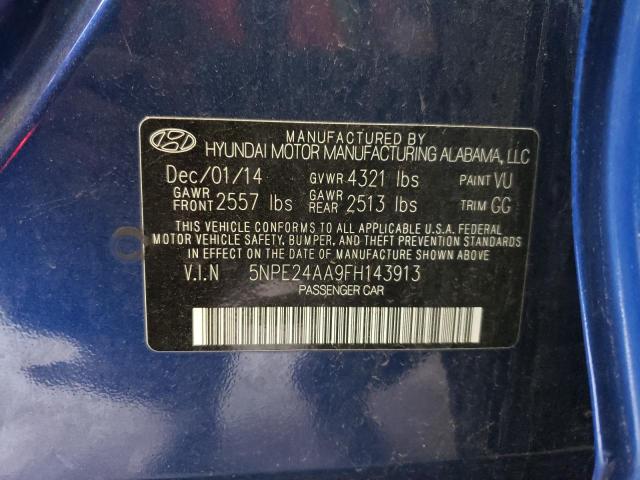 MANUFACTURED BY
HYUNDAI MOTOR MANUFACTURING ALABAMA, LLC
Dec/01/14 GVWR 4321 lbs PAINT VU
GAWR FRONT 2557 lbs GAWR REAR 2513 lbs TRIM GG
THIS VEHICLE CONFORMS TO ALL APPLICABLE U.S.A. FEDERAL
MOTOR VEHICLE SAFETY, BUMPER, AND THEFT PREVENTION STANDARDS
IN EFFECT ON THE DATE OF MANUFACTURE SHOWN ABOVE.
V.I.N 5NPE24AA9FH143913
PASSENGER CAR